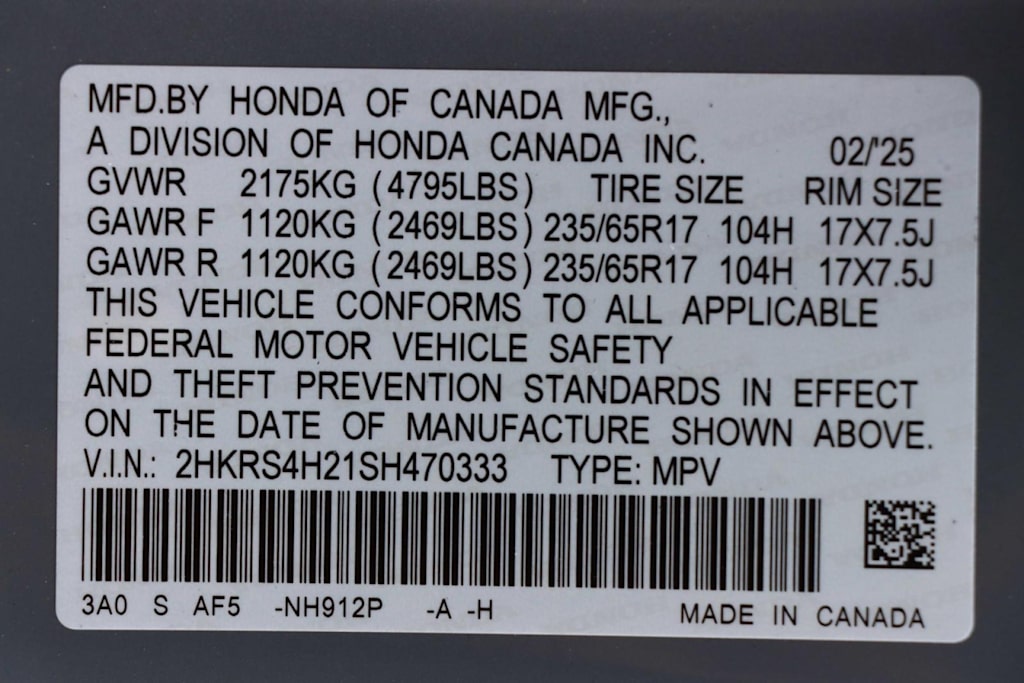 MFD.BY HONDA OF CANADA MFG.,
A DIVISION OF HONDA CANADA INC. 02/'25
GVWR 2175KG (4795LBS) TIRE SIZE RIM SIZE
GAWR F 1120KG (2469LBS) 235/65R17 104H 17X7.5J
GAWR R 1120KG (2469LBS) 235/65R17 104H 17X7.5J
THIS VEHICLE CONFORMS TO ALL APPLICABLE
FEDERAL MOTOR VEHICLE SAFETY
AND THEFT PREVENTION STANDARDS IN EFFECT
ON THE DATE OF MANUFACTURE SHOWN ABOVE.
V.I.N.: 2HKRS4H21SH470333 TYPE: MPV
3A0 S AF5 -NH912P -A -H MADE IN CANADA